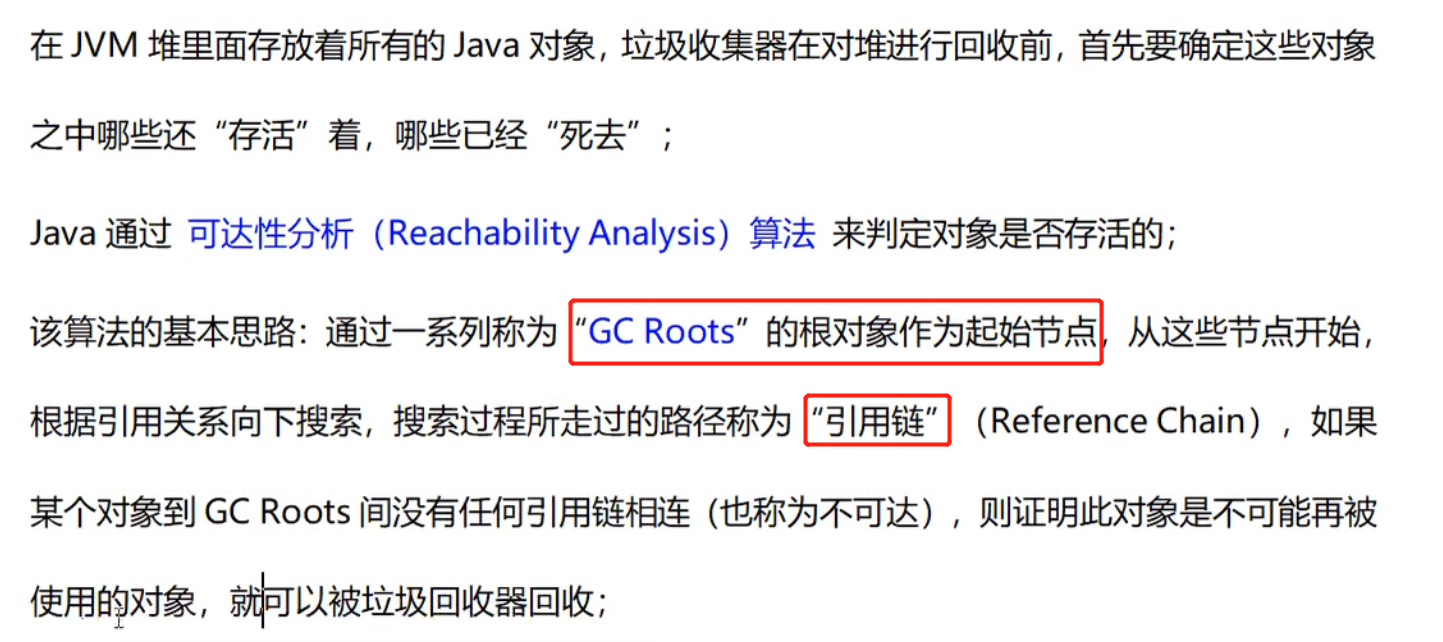 在 JVM 堆里面存放着所有的 Java 对象，垃圾收集器在对堆进行回收前，首先要确定这些对象
之中哪些还“存活”着，哪些已经“死去”；
Java 通过 可达性分析（Reachability Analysis）算法 来判定对象是否存活的；
该算法的基本思路：通过一系列称为 “GC Roots”的根对象作为起始节点，从这些节点开始，
根据引用关系向下搜索，搜索过程所走过的路径称为 “引用链”（Reference Chain），如果
某个对象到 GC Roots 间没有任何引用链相连（也称为不可达），则证明此对象是不可能再被
使用的对象，就可以被垃圾回收器回收；